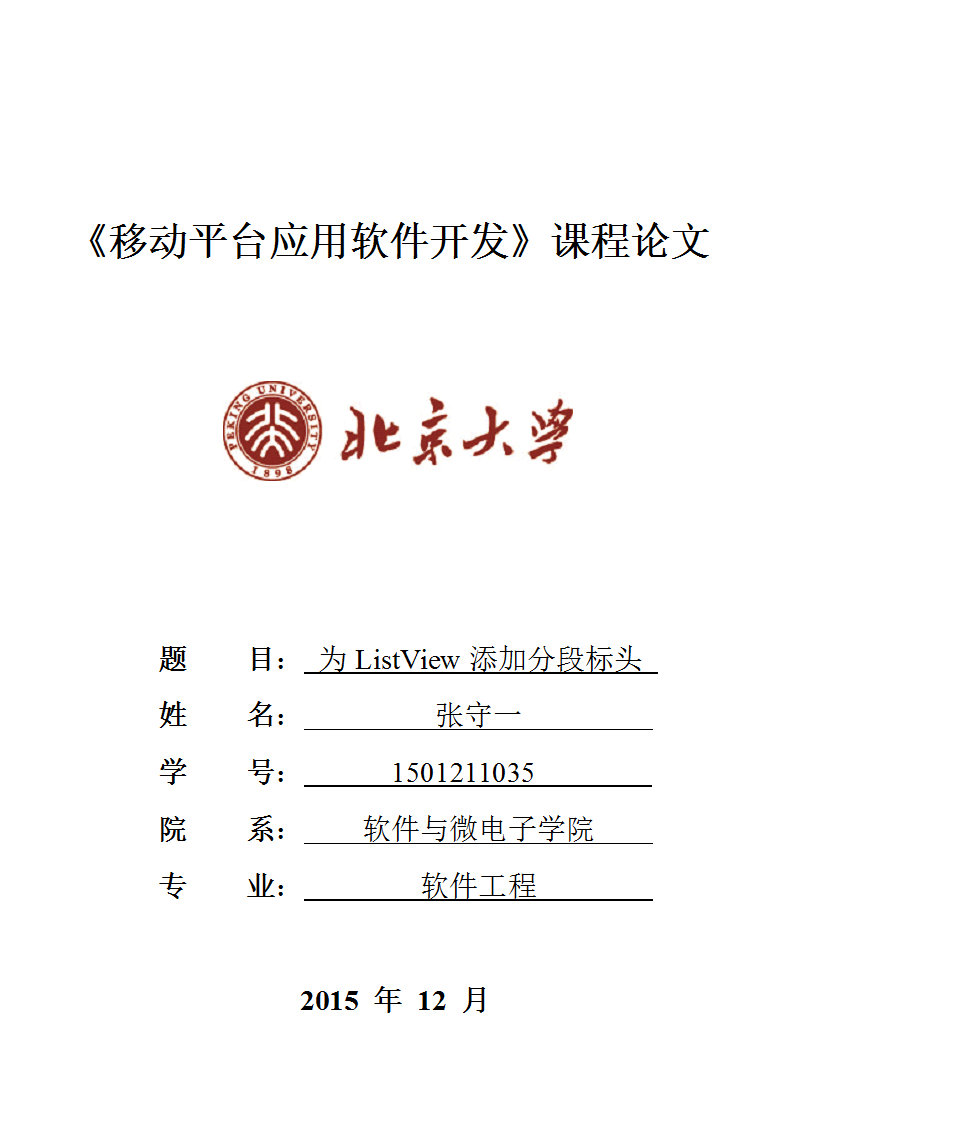 《移动平台应用软件开发》课程论文
PEKING UNIVERSITY
1898
北京大学
题 目： 为 ListView 添加分段标头
姓 名： 张守一
学 号： 1501211035
院 系： 软件与微电子学院
专 业： 软件工程
2015 年 12 月